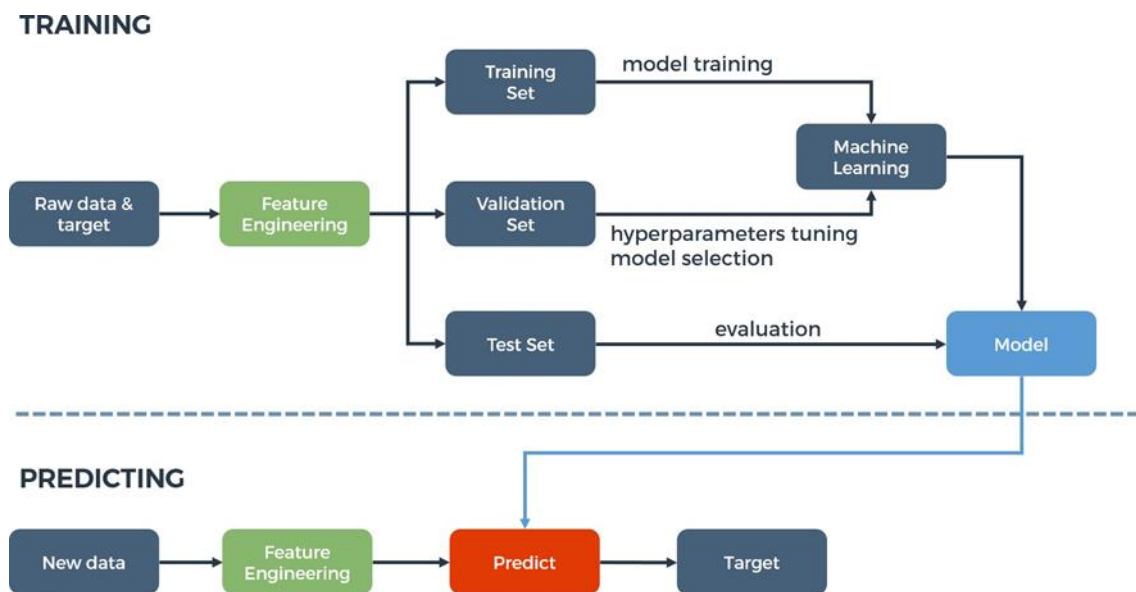 TRAINING
Training
Set
model training
Machine
Learning
Raw data &
target
Feature
Engineering
Validation
Set
hyperparameters tuning
model selection
Test Set
evaluation
Model
PREDICTING
New data
Feature
Engineering
Predict
Target